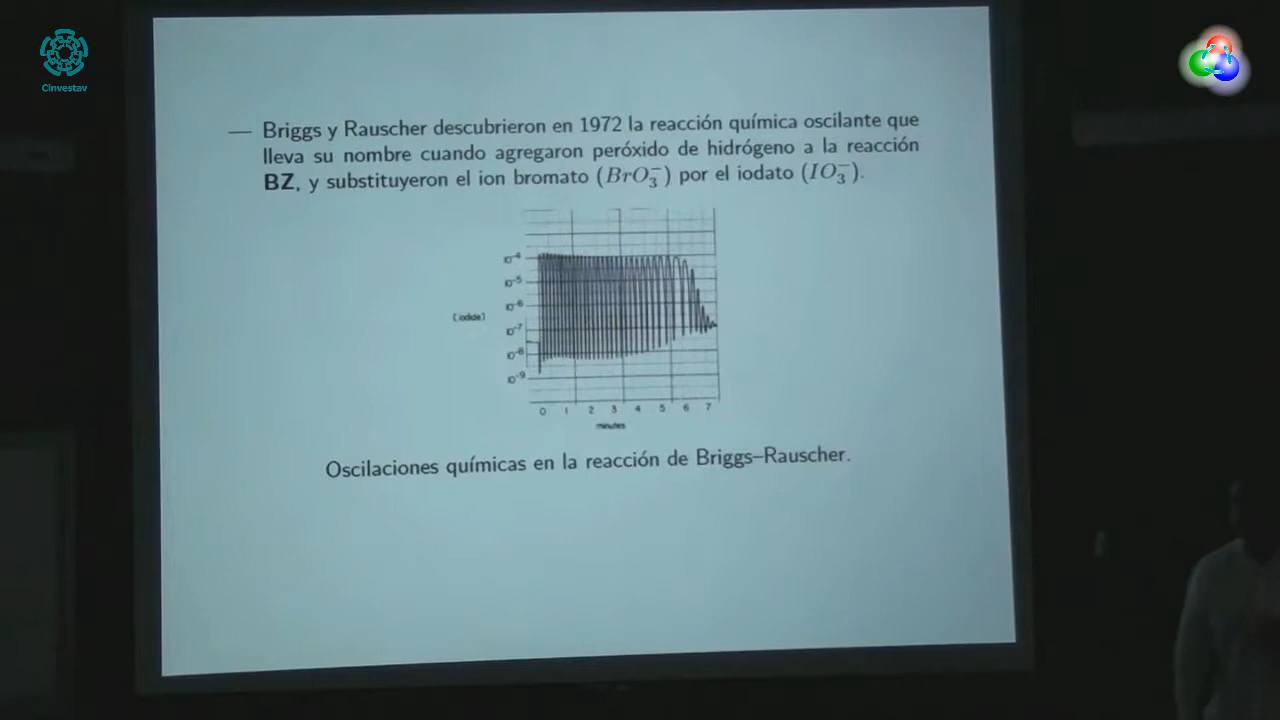 Cinvestav
— Briggs y Rauscher descubrieron en 1972 la reacción química oscilante que
lleva su nombre cuando agregaron peróxido de hidrógeno a la reacción
BZ, y substituyeron el ion bromato (BrO₃⁻) por el iodato (IO₃⁻).
10⁻⁴
10⁻⁵
10⁻⁶
[iodide]
10⁻⁷
10⁻⁸
10⁻⁹
0 1 2 3 4 5 6 7
minutes
Oscilaciones químicas en la reacción de Briggs–Rauscher.